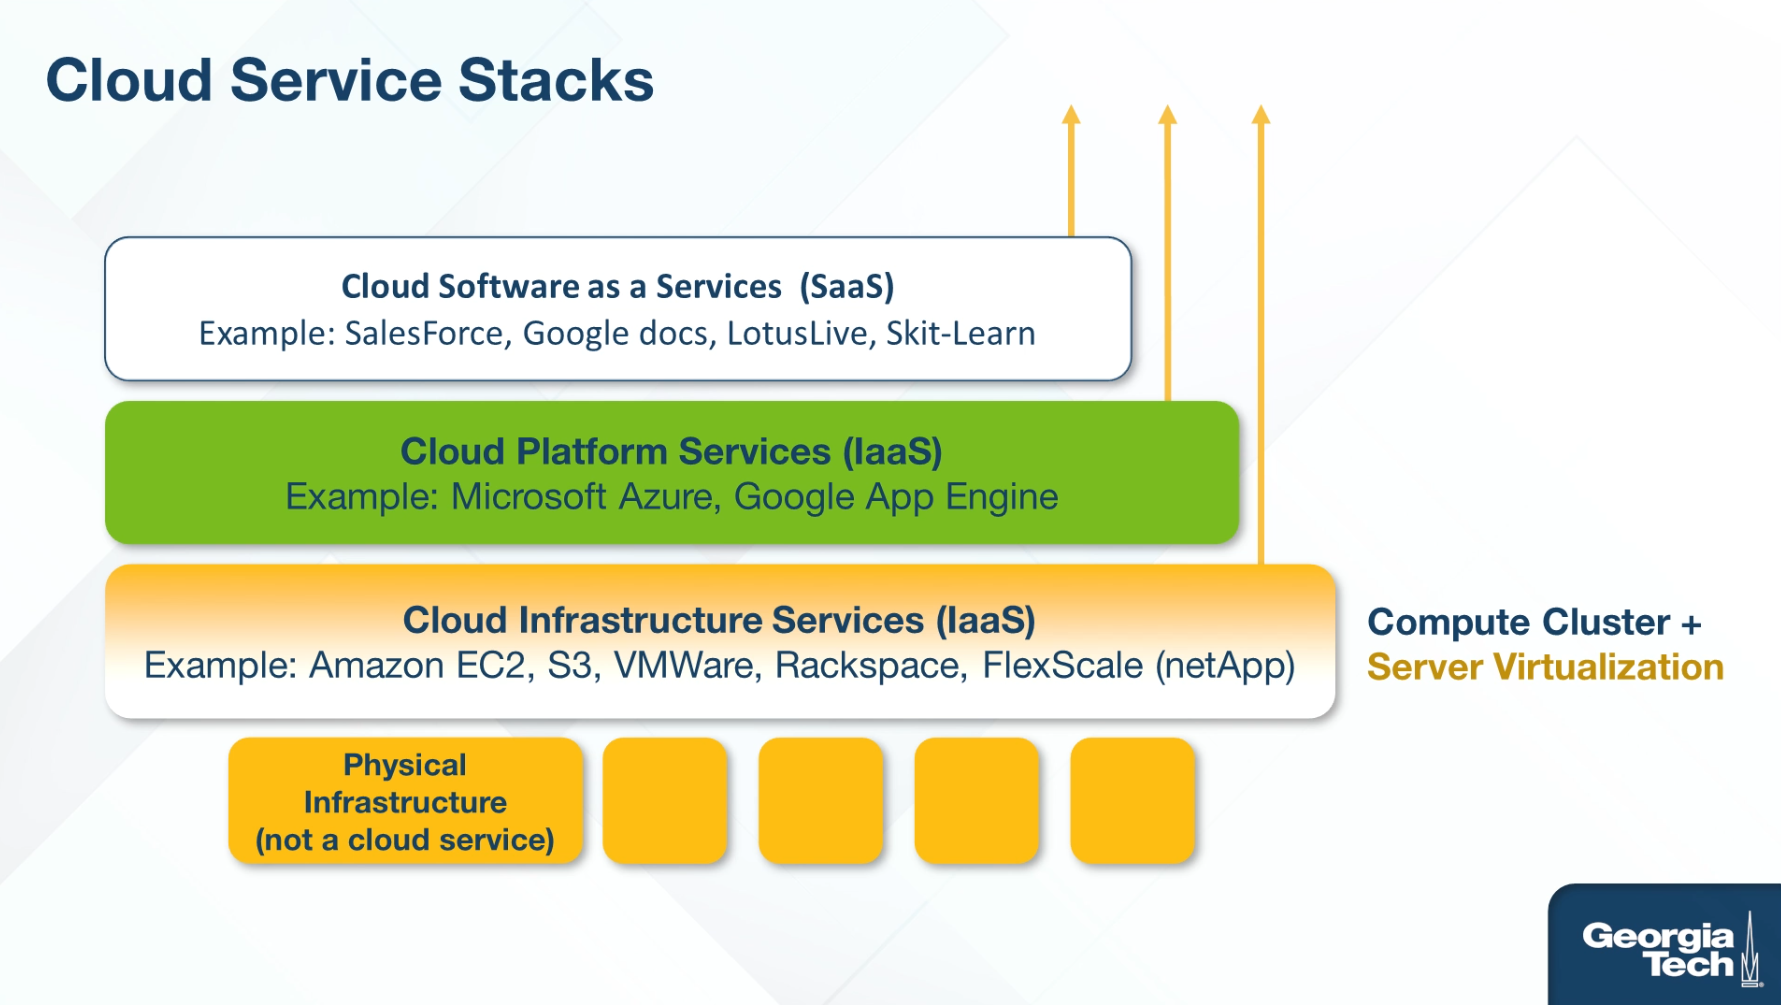 Cloud Service Stacks
Cloud Software as a Services (SaaS)
Example: SalesForce, Google docs, LotusLive, Skit-Learn
Cloud Platform Services (IaaS)
Example: Microsoft Azure, Google App Engine
Cloud Infrastructure Services (IaaS)
Example: Amazon EC2, S3, VMWare, Rackspace, FlexScale (netApp)
Compute Cluster +
Server Virtualization
Physical
Infrastructure
(not a cloud service)
Georgia
Tech